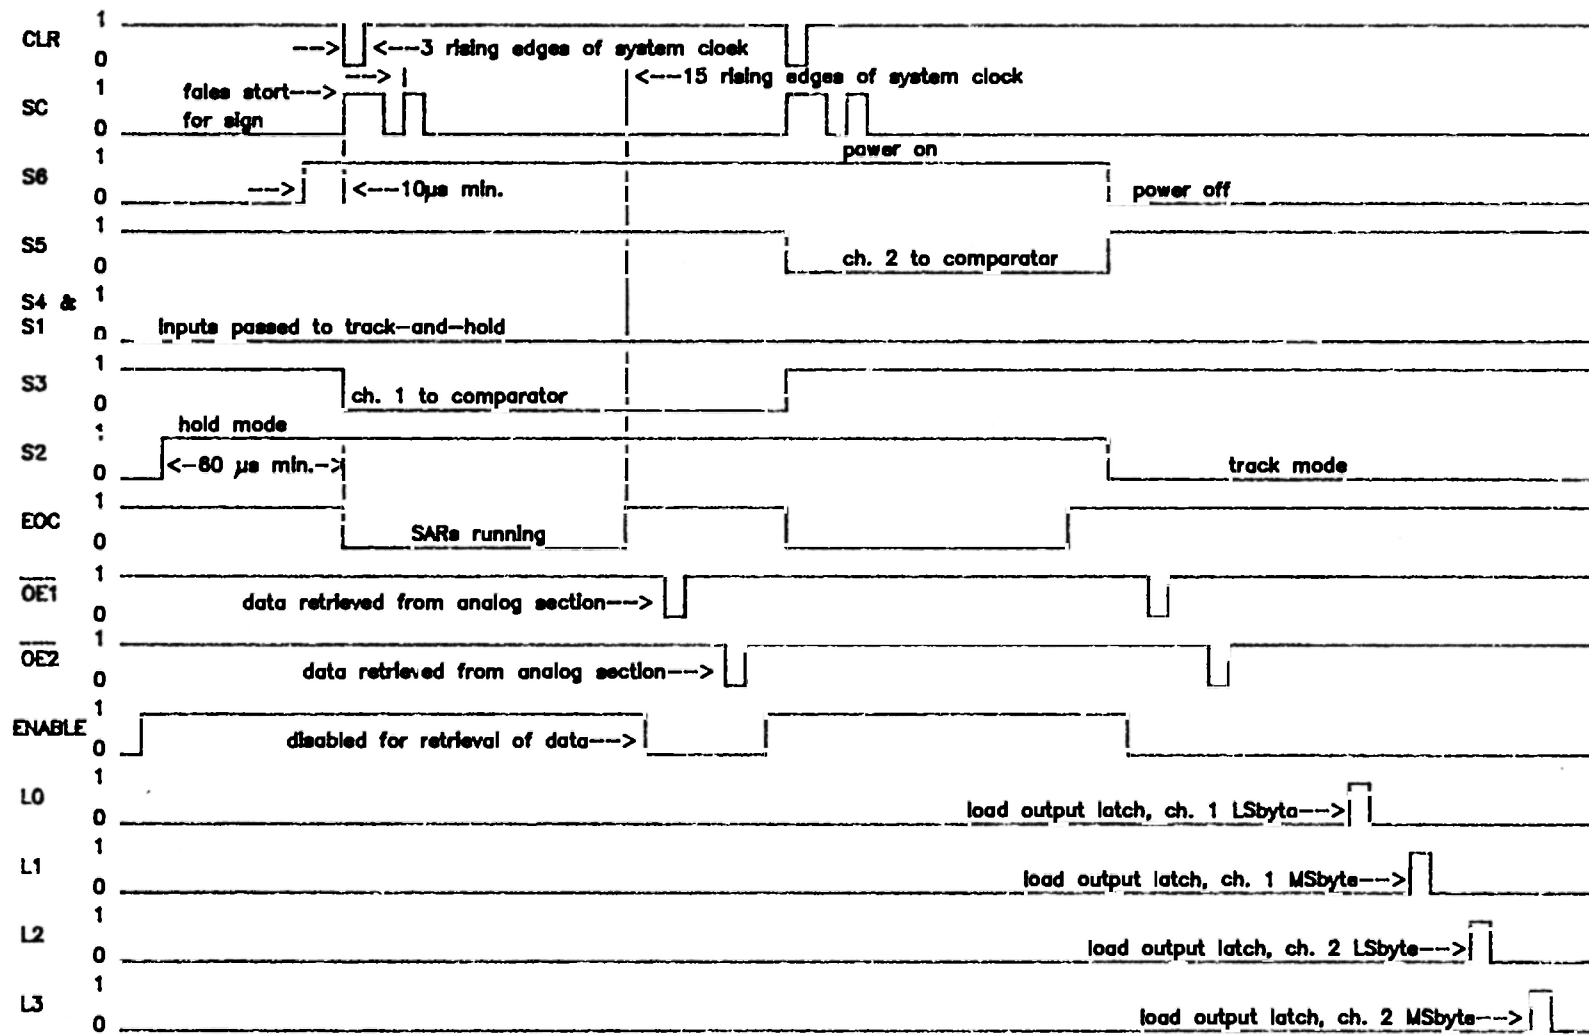 CLR 1 0
--->  <---3 rising edges of system clock
---> <---15 rising edges of system clock
SC 1 0
fales start--->
for sign
S6 1 0
---> <---10µs min.
power on
power off
S5 1 0
ch. 2 to comparator
S4 &
S1 1 0
inputs passed to track-and-hold
S3 1 0
ch. 1 to comparator
S2 1 0
hold mode
<-60 µs min.->
track mode
EOC 1 0
SARs running
OE1 1 0
data retrieved from analog section--->
OE2 1 0
data retrieved from analog section--->
ENABLE 1 0
disabled for retrieval of data--->
L0 1 0
load output latch, ch. 1 LSbyte--->
L1 1 0
load output latch, ch. 1 MSbyte--->
L2 1 0
load output latch, ch. 2 LSbyte--->
L3 1 0
load output latch, ch. 2 MSbyte--->